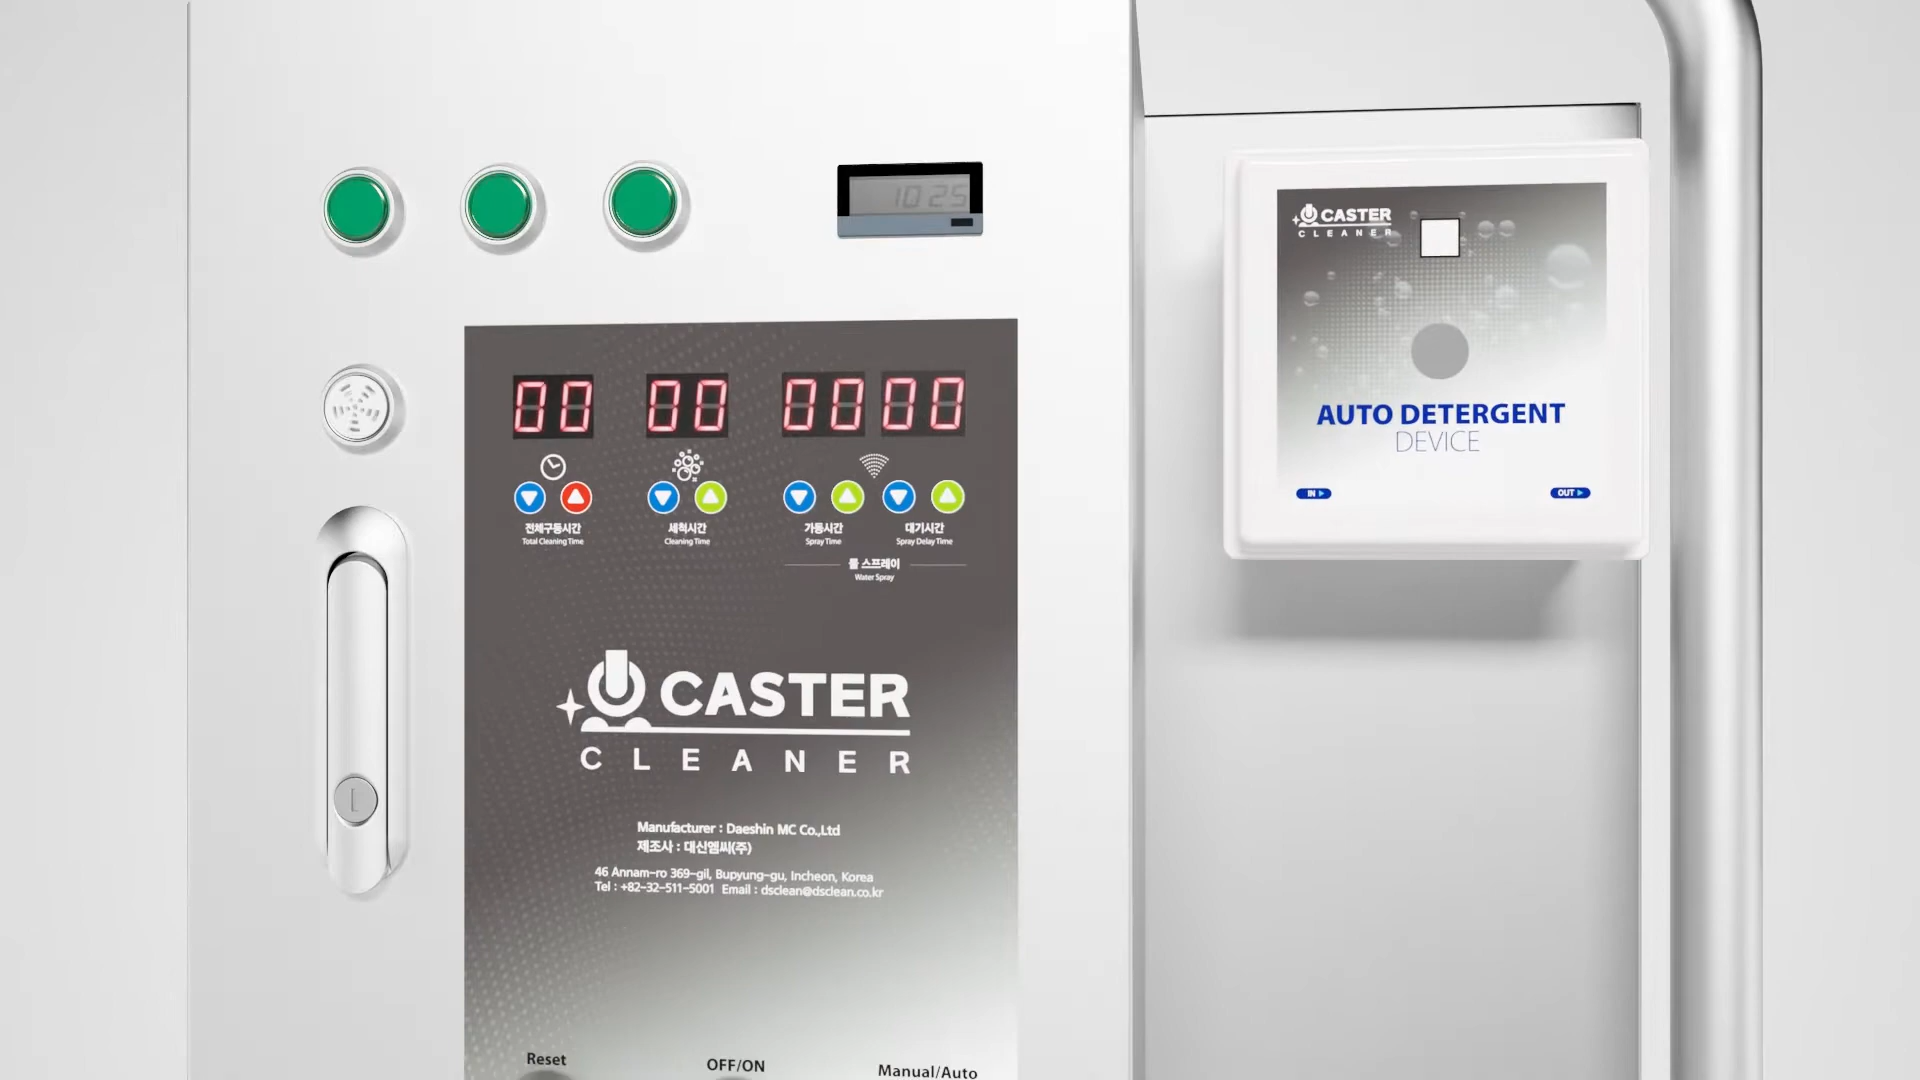 1025
CASTER
CLEANER
AUTO DETERGENT
DEVICE
IN
OUT
00 00 00 00
전체구동시간 세척시간 가동시간 대기시간
Total Cleaning Time Cleaning Time Spray Time Spray Delay Time
물 스프레이
Water Spray
CASTER
CLEANER
Manufacturer : Daeshin MC Co.,Ltd
제조사 : 대신엠씨(주)
46 Annam-ro 369-gil, Bupyung-gu, Incheon, Korea
Tel : +82-32-511-5001 Email : dsclean@dsclean.co.kr
Reset OFF/ON Manual/Auto